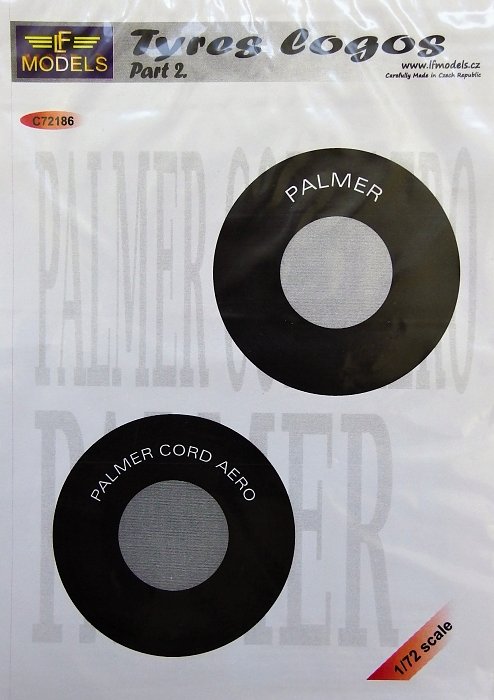 LF
MODELS
Tyres logos
Part 2.
www.lfmodels.cz
Carefully Made in Czech Republic
C72186
PALMER CORD AERO
PALMER
PALMER
PALMER CORD AERO
1/72 scale